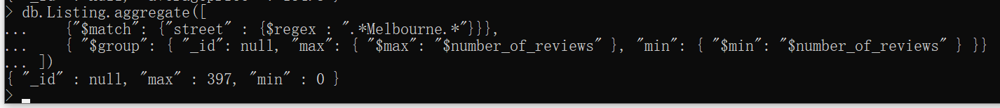 > db.Listing.aggregate([
...     {"$match": {"street" : {$regex : ".*Melbourne.*"}}},
...     { "$group": { "_id": null, "max": { "$max": "$number_of_reviews" }, "min": { "$min": "$number_of_reviews" } }}
... ])
{ "_id" : null, "max" : 397, "min" : 0 }
>